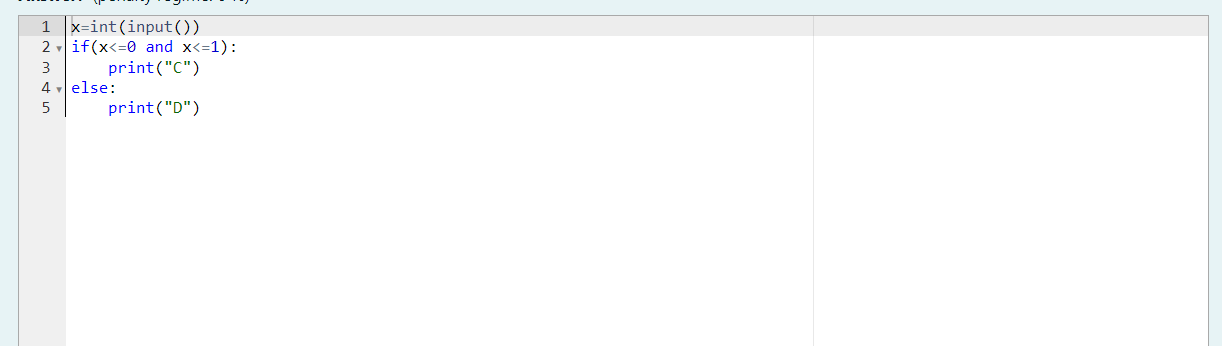 1 x=int(input())
2 if(x<=0 and x<=1):
3     print("C")
4 else:
5     print("D")